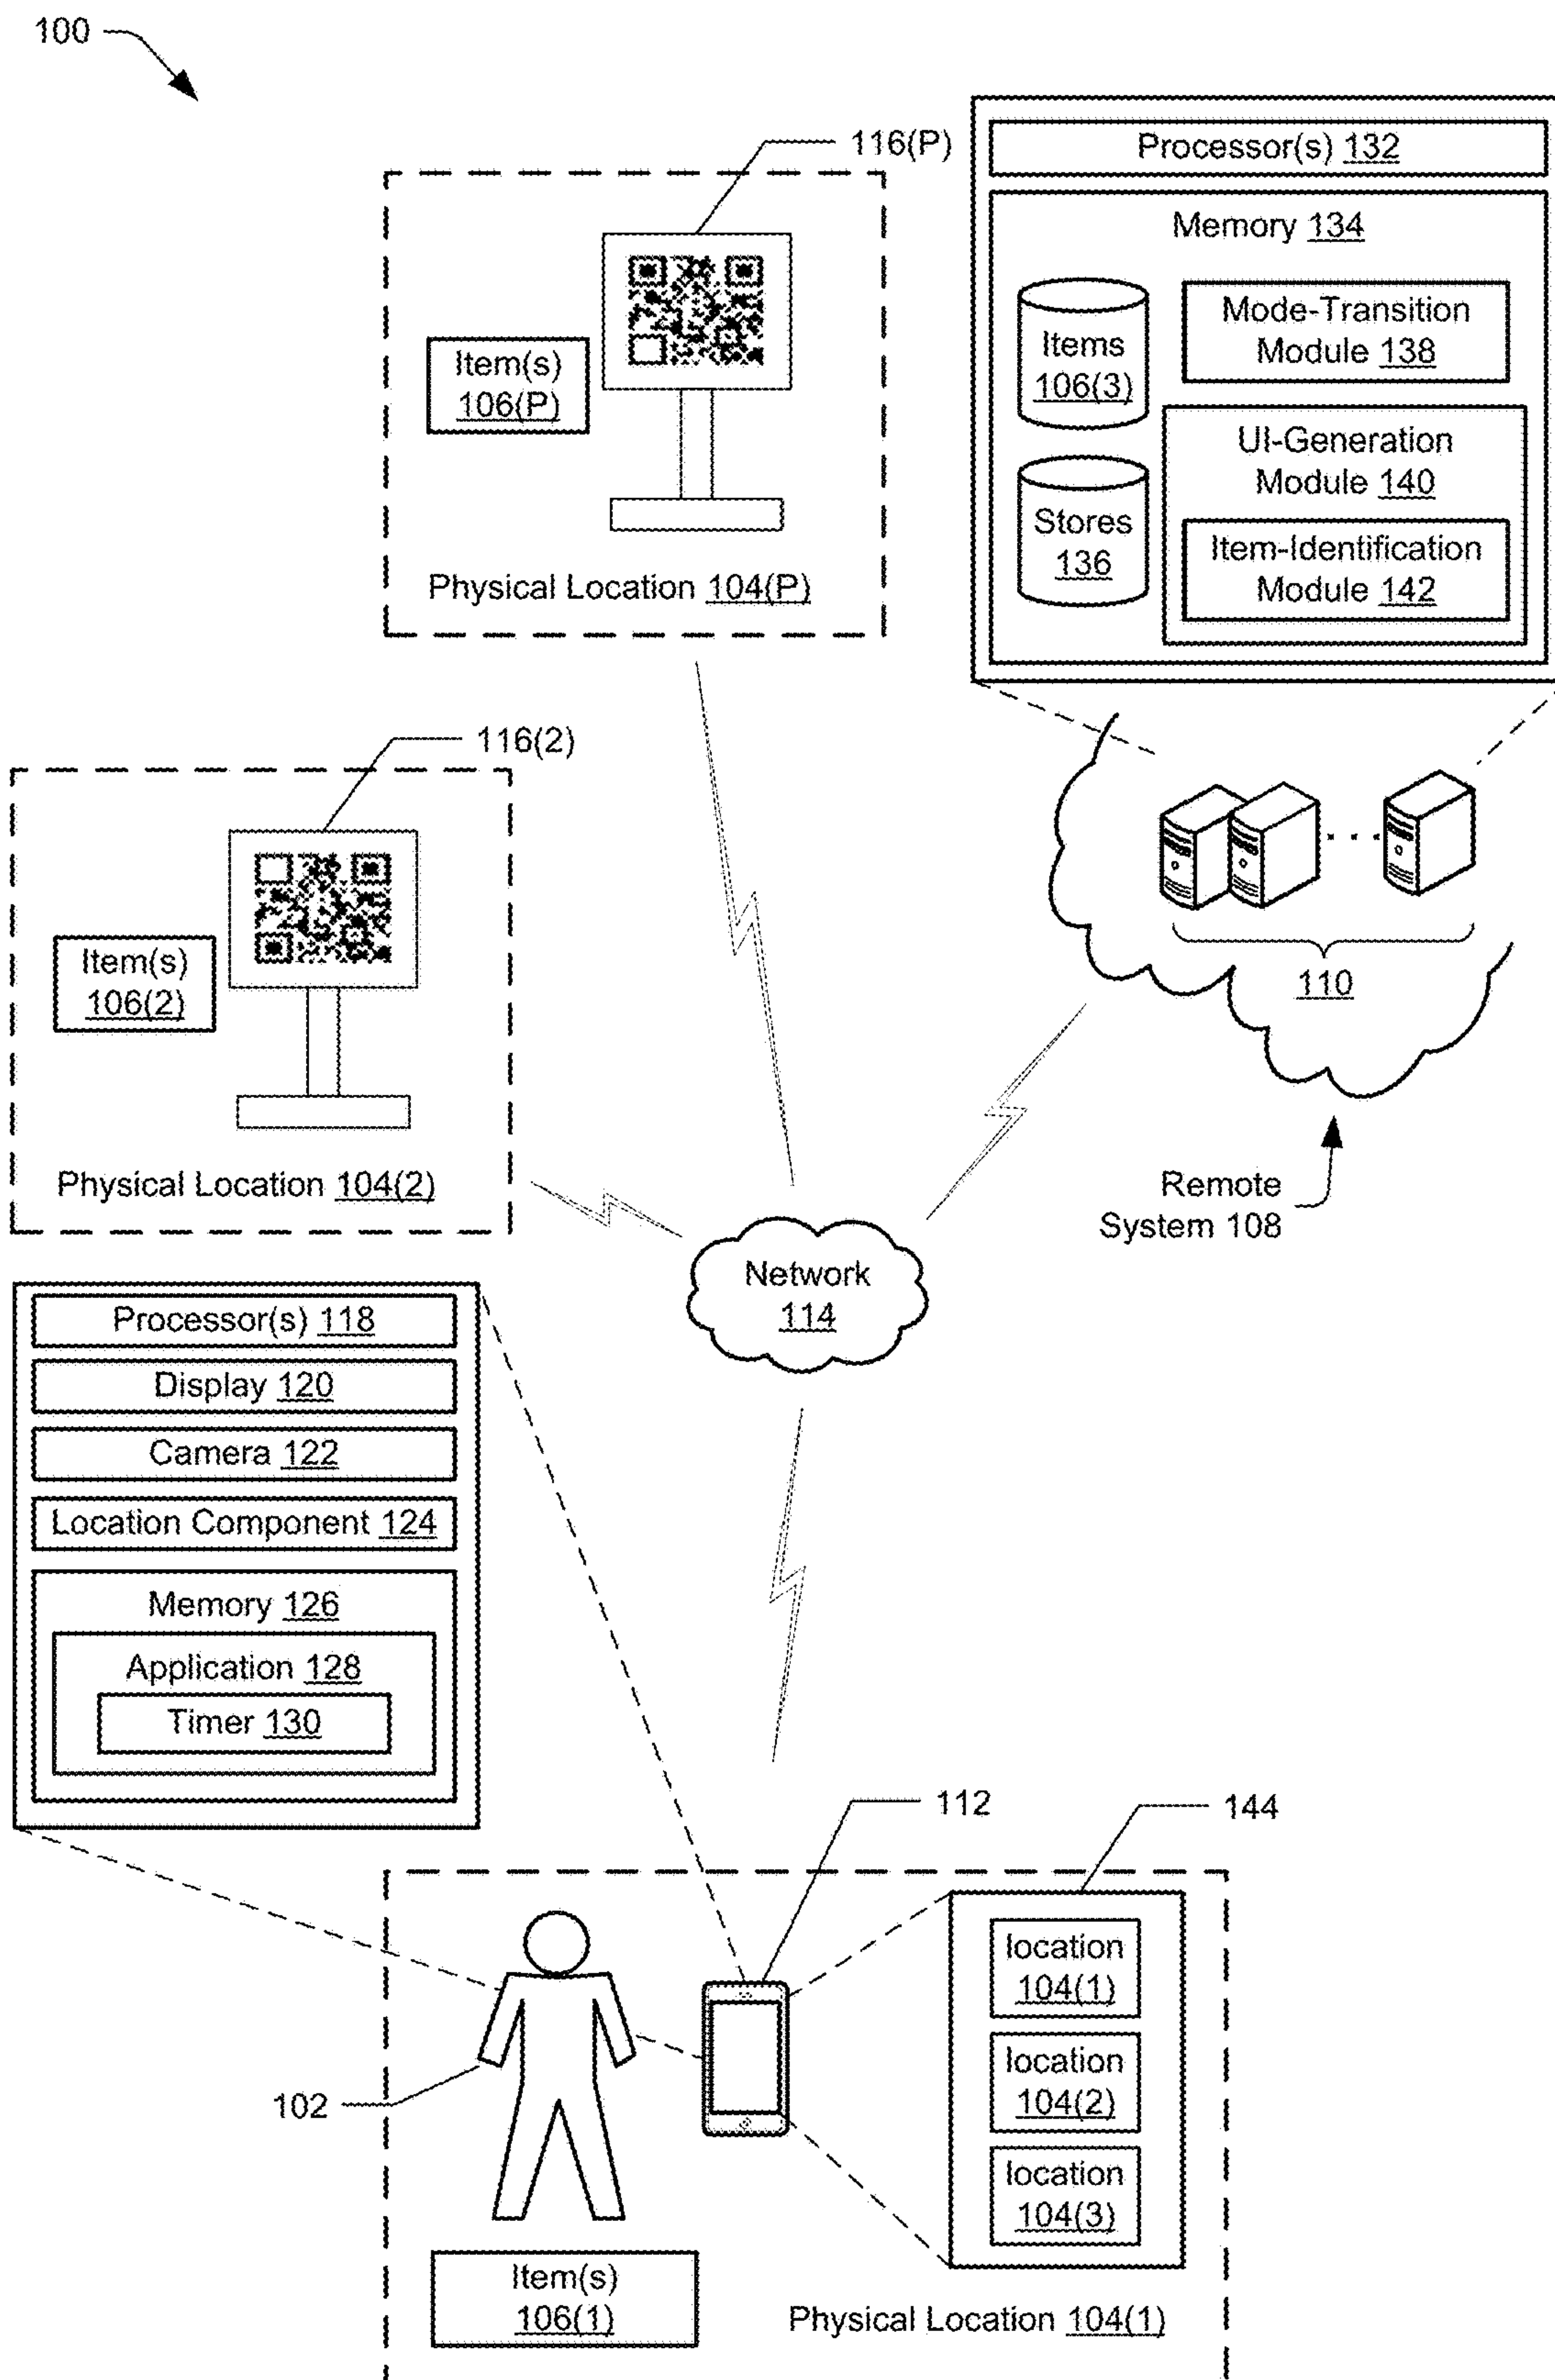 100
116(P)
Item(s)
106(P)
Physical Location 104(P)
Processor(s) 132
Memory 134
Items
106(3)
Stores
136
Mode-Transition
Module 138
UI-Generation
Module 140
Item-Identification
Module 142
116(2)
Item(s)
106(2)
Physical Location 104(2)
110
Remote
System 108
Network
114
Processor(s) 118
Display 120
Camera 122
Location Component 124
Memory 126
Application 128
Timer 130
112
144
102
location
104(1)
location
104(2)
location
104(3)
Item(s)
106(1)
Physical Location 104(1)